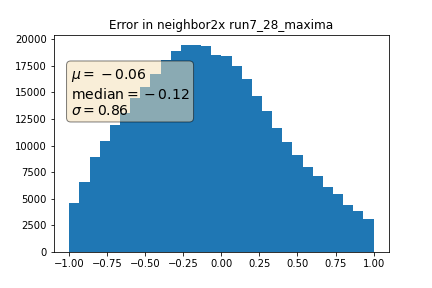 Error in neighbor2x run7_28_maxima
20000
17500
15000
12500
10000
7500
5000
2500
0
μ = −0.06
median = −0.12
σ = 0.86
−1.00 −0.75 −0.50 −0.25 0.00 0.25 0.50 0.75 1.00